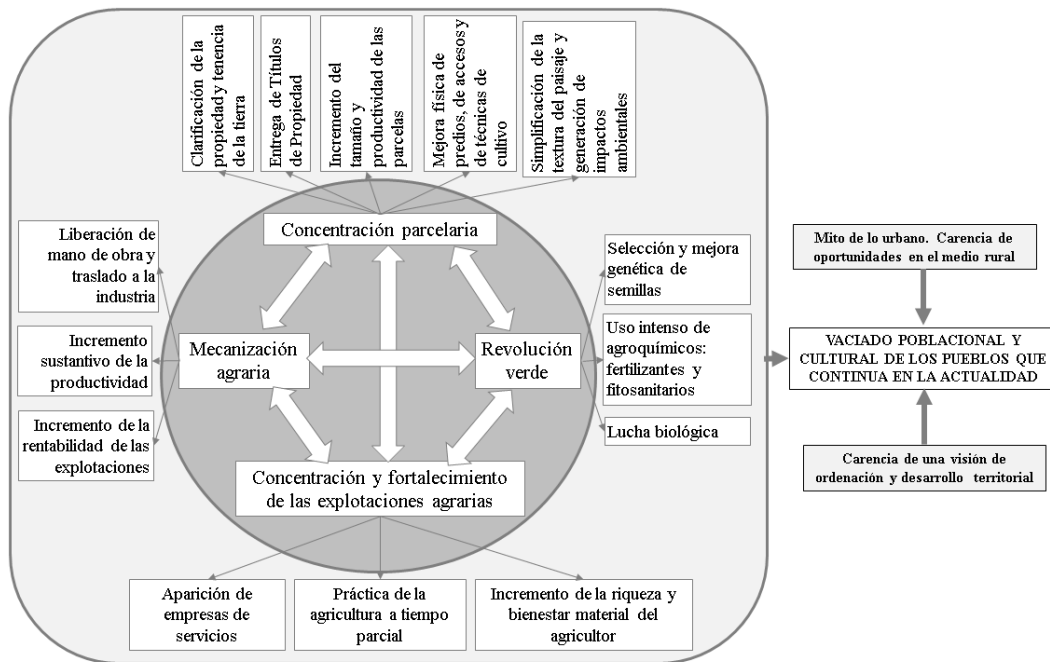 Clarificación de la
propiedad y tenencia
de la tierra
Entrega de Títulos
de Propiedad
Incremento del
tamaño y
productividad de las
parcelas
Mejora física de
predios, de accesos y
de técnicas de
cultivo
Simplificación de la
textura del paisaje y
generación de
impactos
ambientales
Concentración parcelaria
Liberación de
mano de obra y
traslado a la
industria
Incremento
sustantivo de la
productividad
Incremento de la
rentabilidad de las
explotaciones
Mecanización
agraria
Revolución
verde
Selección y mejora
genética de
semillas
Uso intenso de
agroquímicos:
fertilizantes y
fitosanitarios
Lucha biológica
Concentración y fortalecimiento
de las explotaciones agrarias
Aparición de
empresas de
servicios
Práctica de la
agricultura a tiempo
parcial
Incremento de la riqueza y
bienestar material del
agricultor
Mito de lo urbano. Carencia de
oportunidades en el medio rural
VACIADO POBLACIONAL Y
CULTURAL DE LOS PUEBLOS QUE
CONTINUA EN LA ACTUALIDAD
Carencia de una visión de
ordenación y desarrollo territorial